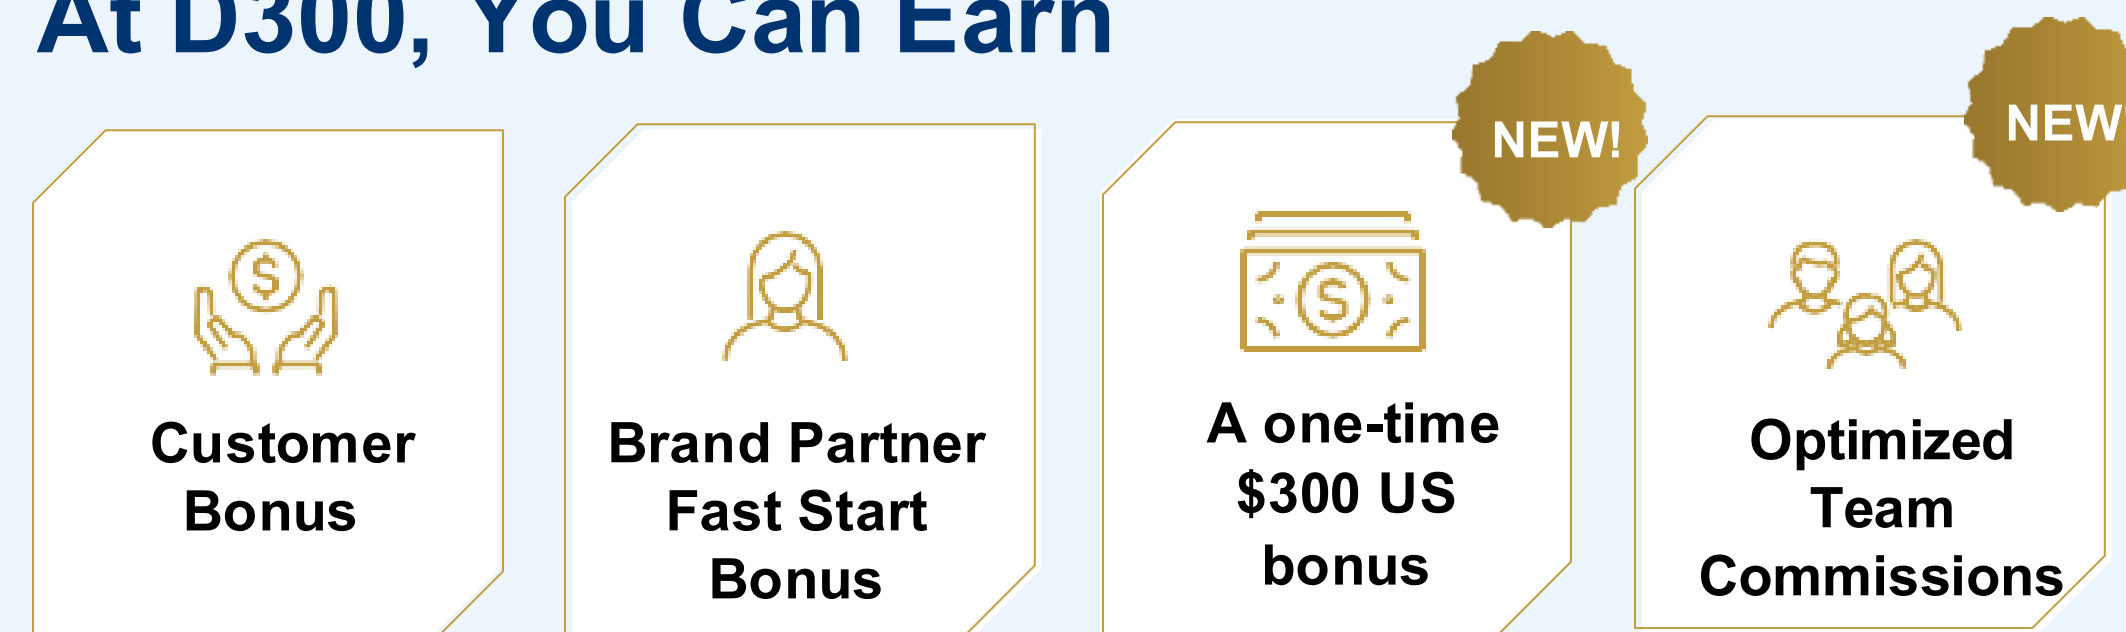 At D300, You Can Earn
NEW!
NEW
Customer
Bonus
Brand Partner
Fast Start
Bonus
A one-time
$300 US
bonus
Optimized
Team
Commissions